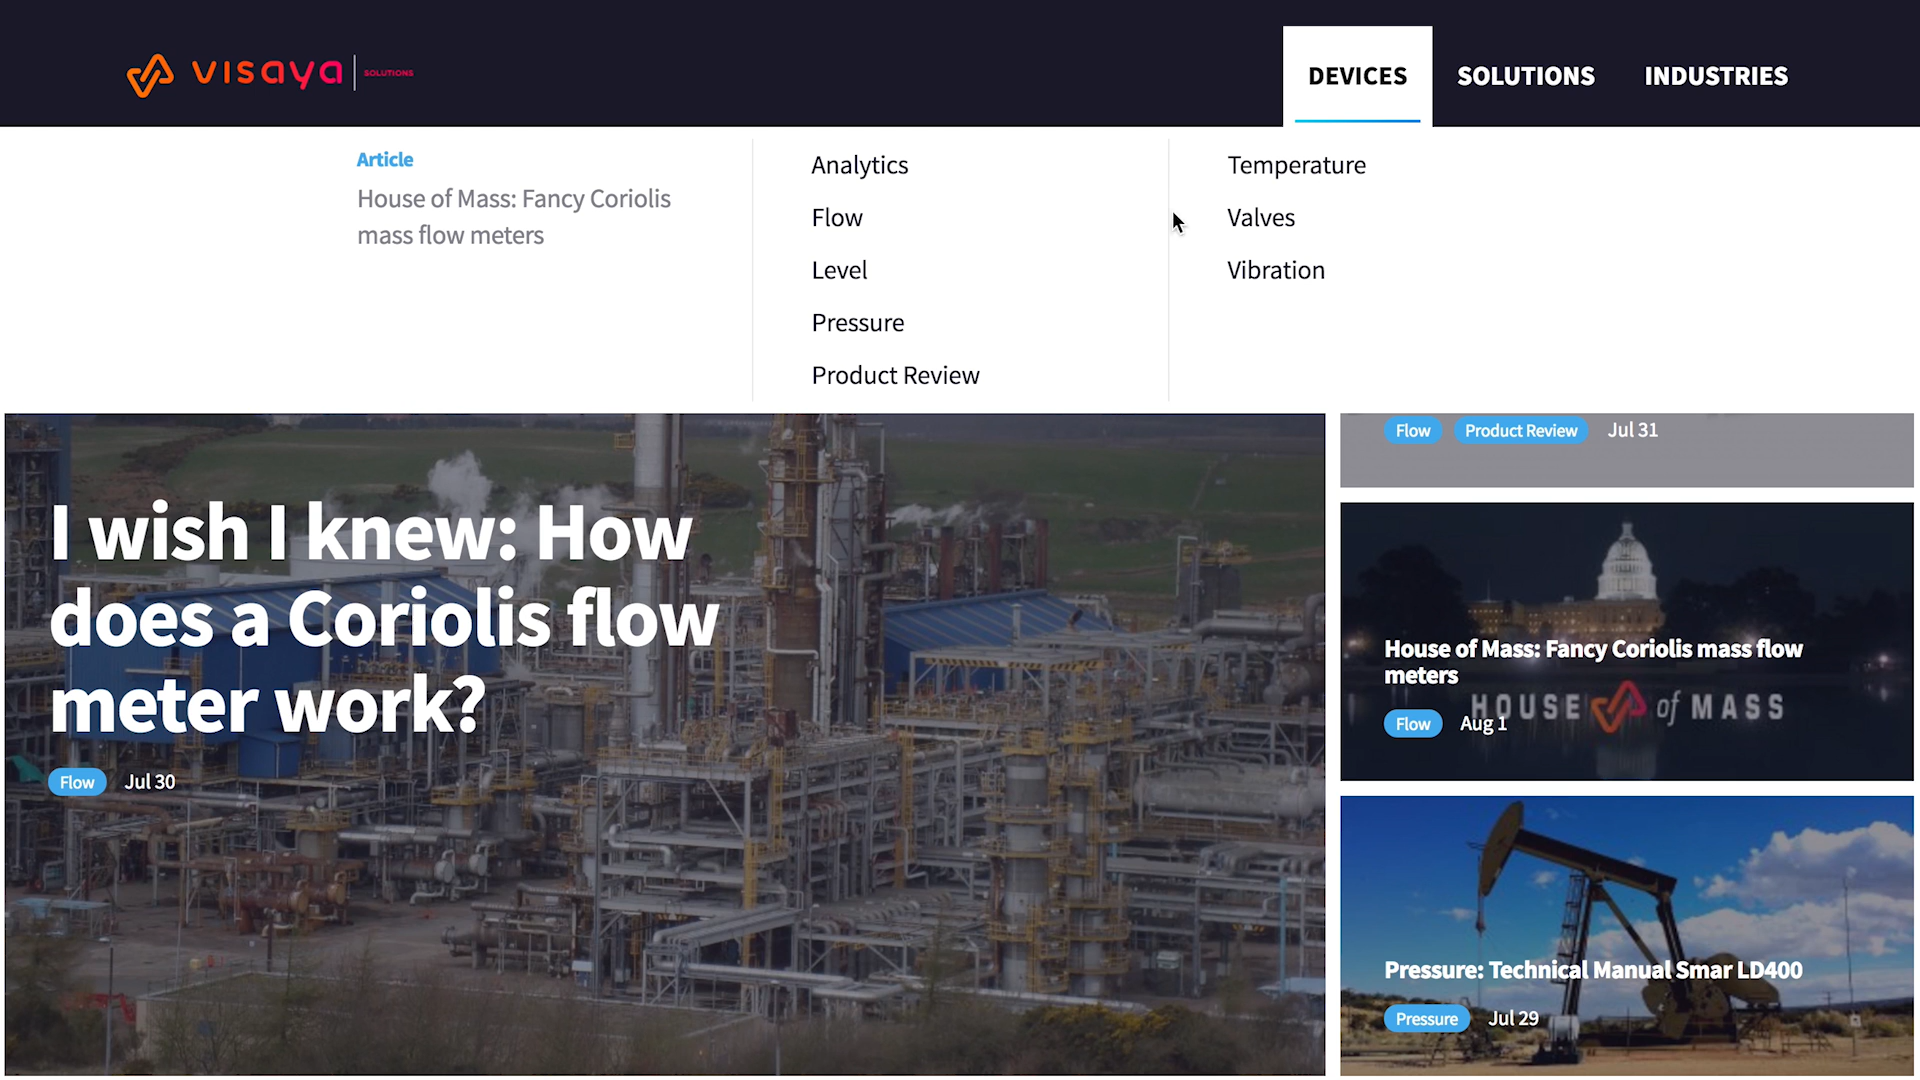 visaya
SOLUTIONS
DEVICES
SOLUTIONS
INDUSTRIES
Article
House of Mass: Fancy Coriolis
mass flow meters
Analytics
Flow
Level
Pressure
Product Review
Temperature
Valves
Vibration
I wish I knew: How
does a Coriolis flow
meter work?
Flow Jul 30
Flow Product Review Jul 31
House of Mass: Fancy Coriolis mass flow
meters
HOUSE of MASS
Flow Aug 1
Pressure: Technical Manual Smar LD400
Pressure Jul 29